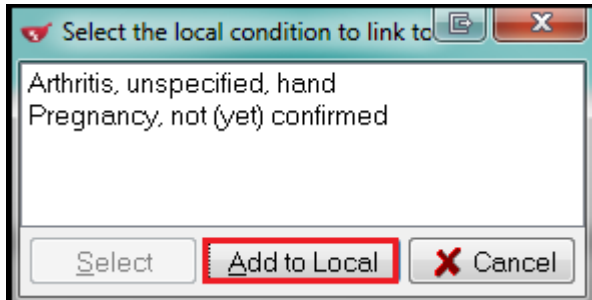 Select the local condition to link to
Arthritis, unspecified, hand
Pregnancy, not (yet) confirmed
Select Add to Local Cancel